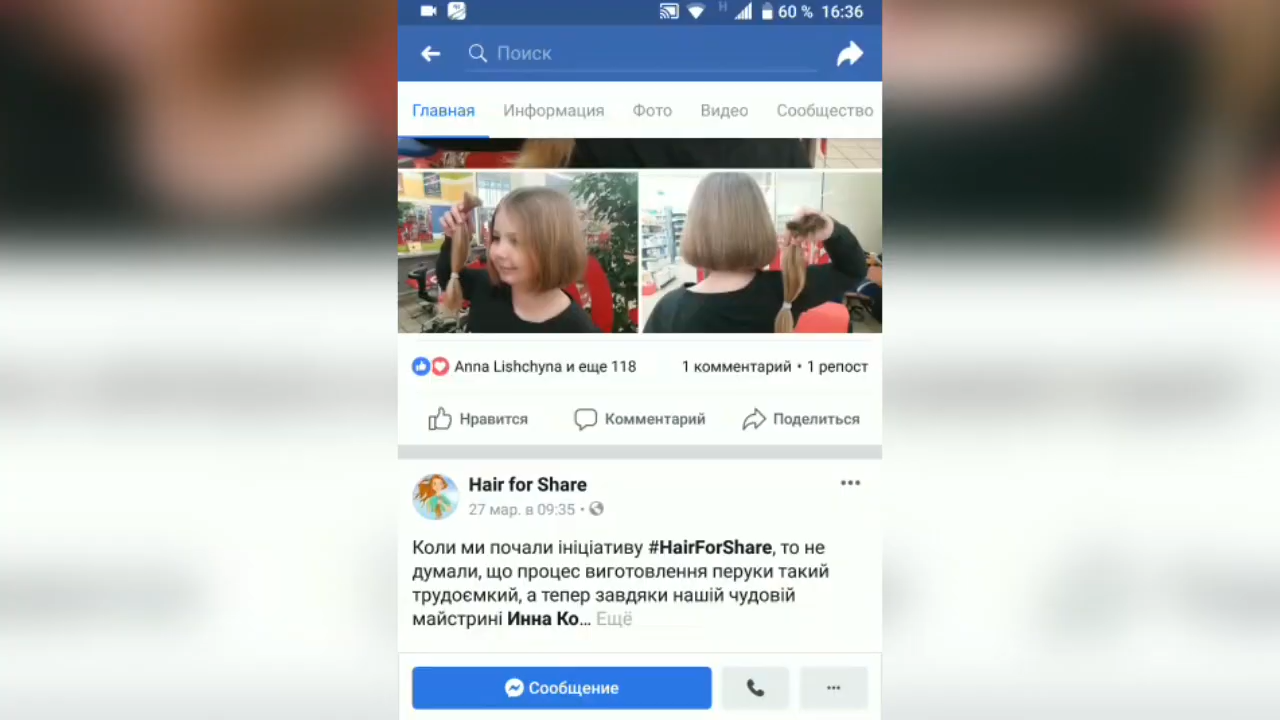 H 60 % 16:36
Поиск
Главная Информация Фото Видео Сообщество
Anna Lishchyna и еще 118 1 комментарий • 1 репост
Нравится Комментарий Поделиться
Hair for Share
27 мар. в 09:35 •
Коли ми почали ініціативу #HairForShare, то не
думали, що процес виготовлення перуки такий
трудоємкий, а тепер завдяки нашій чудовій
майстрині Инна Ко... Ещё
Сообщение